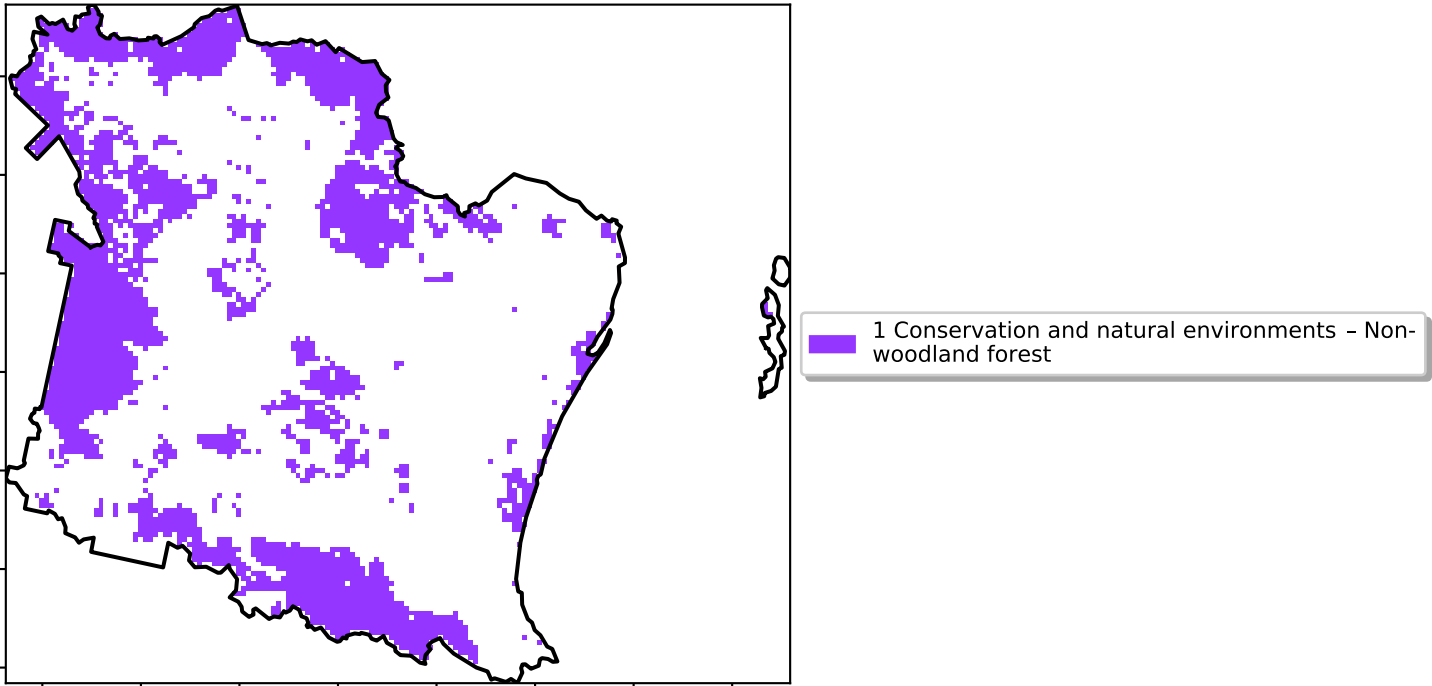 1 Conservation and natural environments – Non-
woodland forest